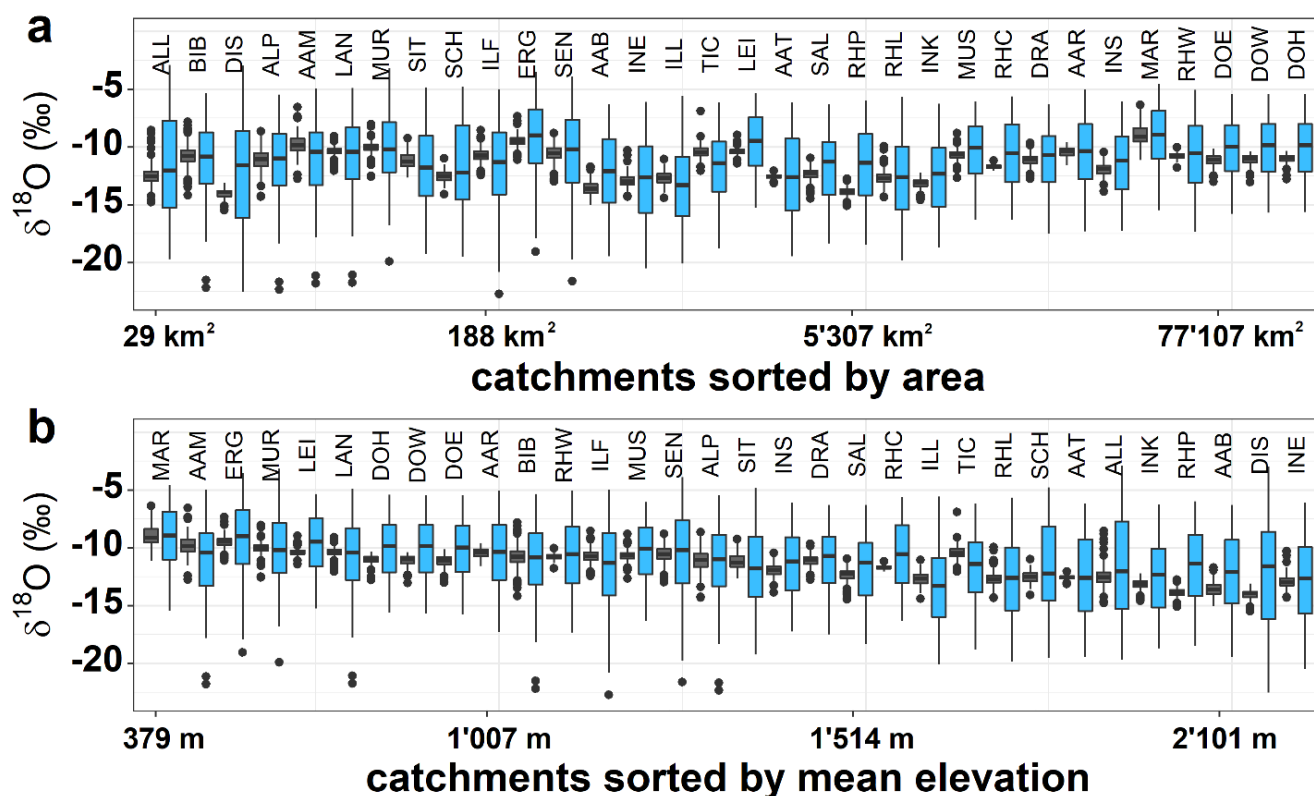 a
ALL BIB DIS ALP AAM LAN MUR SIT SCH ILF ERG SEN AAB INE ILL TIC LEI AAT SAL RHP RHL INK MUS RHC DRA AAR INS MAR RHW DOE DOW DOH
δ¹⁸O (‰)
-5
-10
-15
-20
29 km² 188 km² 5'307 km² 77'107 km²
catchments sorted by area
b
MAR AAM ERG MUR LEI LAN DOH DOW DOE AAR BIB RHW ILF MUS SEN ALP SIT INS DRA SAL RHC ILL TIC RHL SCH AAT ALL INK RHP AAB DIS INE
δ¹⁸O (‰)
-5
-10
-15
-20
379 m 1'007 m 1'514 m 2'101 m
catchments sorted by mean elevation